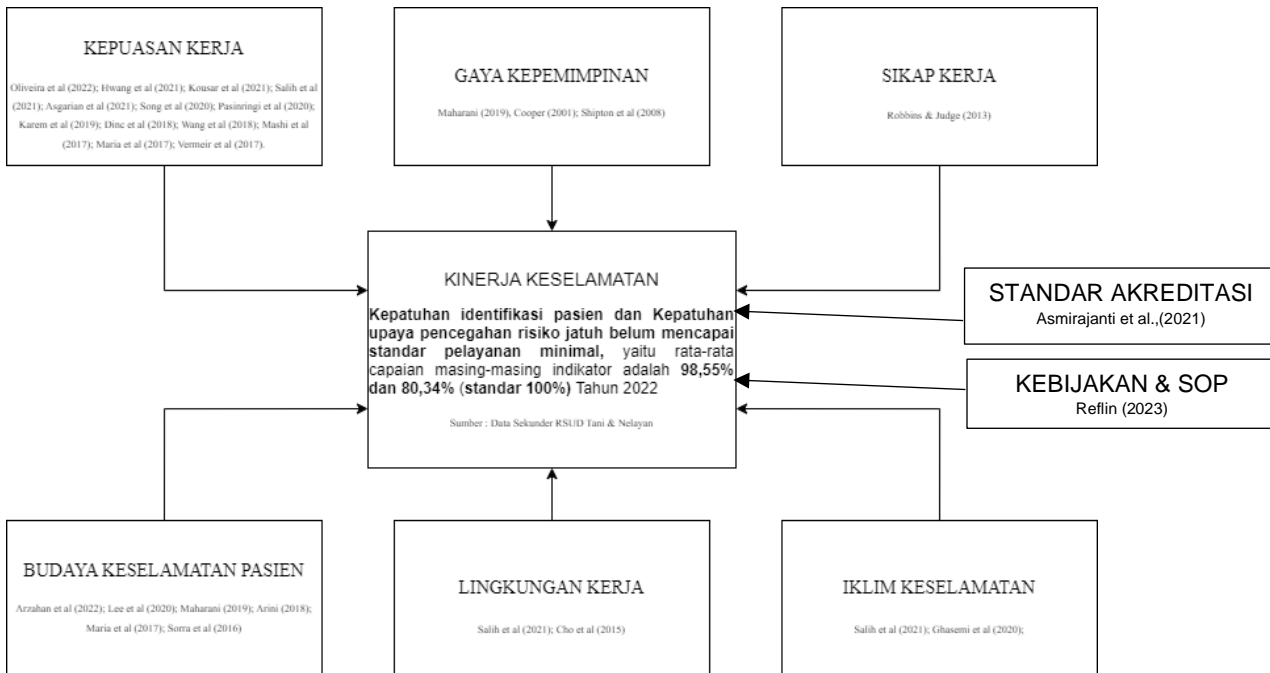 KEPUASAN KERJA
Oliveira et al (2022); Hwang et al (2021); Kousar et al (2021); Salih et al
(2021); Asgarian et al (2021); Song et al (2020); Pasinringi et al (2020);
Karem et al (2019); Dinc et al (2018); Wang et al (2018); Mashi et al
(2017); Maria et al (2017); Vermeir et al (2017).
GAYA KEPEMIMPINAN
Maharani (2019), Cooper (2001); Shipton et al (2008)
SIKAP KERJA
Robbins & Judge (2013)
KINERJA KESELAMATAN
Kepatuhan identifikasi pasien dan Kepatuhan
upaya pencegahan risiko jatuh belum mencapai
standar pelayanan minimal, yaitu rata-rata
capaian masing-masing indikator adalah 98,55%
dan 80,34% (standar 100%) Tahun 2022
Sumber : Data Sekunder RSUD Tani & Nelayan
STANDAR AKREDITASI
Asmirajanti et al.,(2021)
KEBIJAKAN & SOP
Reflin (2023)
BUDAYA KESELAMATAN PASIEN
Arzahan et al (2022); Lee et al (2020); Maharani (2019); Arini (2018);
Maria et al (2017); Sorra et al (2016)
LINGKUNGAN KERJA
Salih et al (2021); Cho et al (2015)
IKLIM KESELAMATAN
Salih et al (2021); Ghasemi et al (2020);